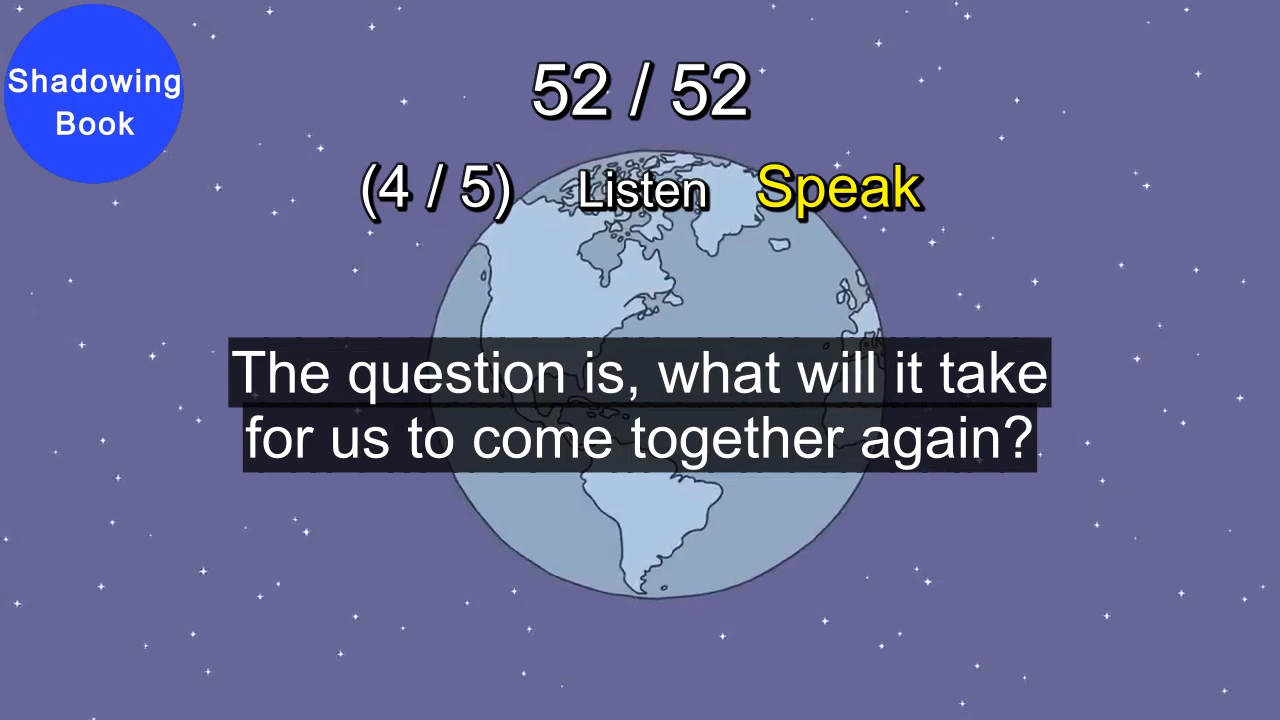 Shadowing
Book
52 / 52
(4 / 5) Listen Speak
The question is, what will it take
for us to come together again?